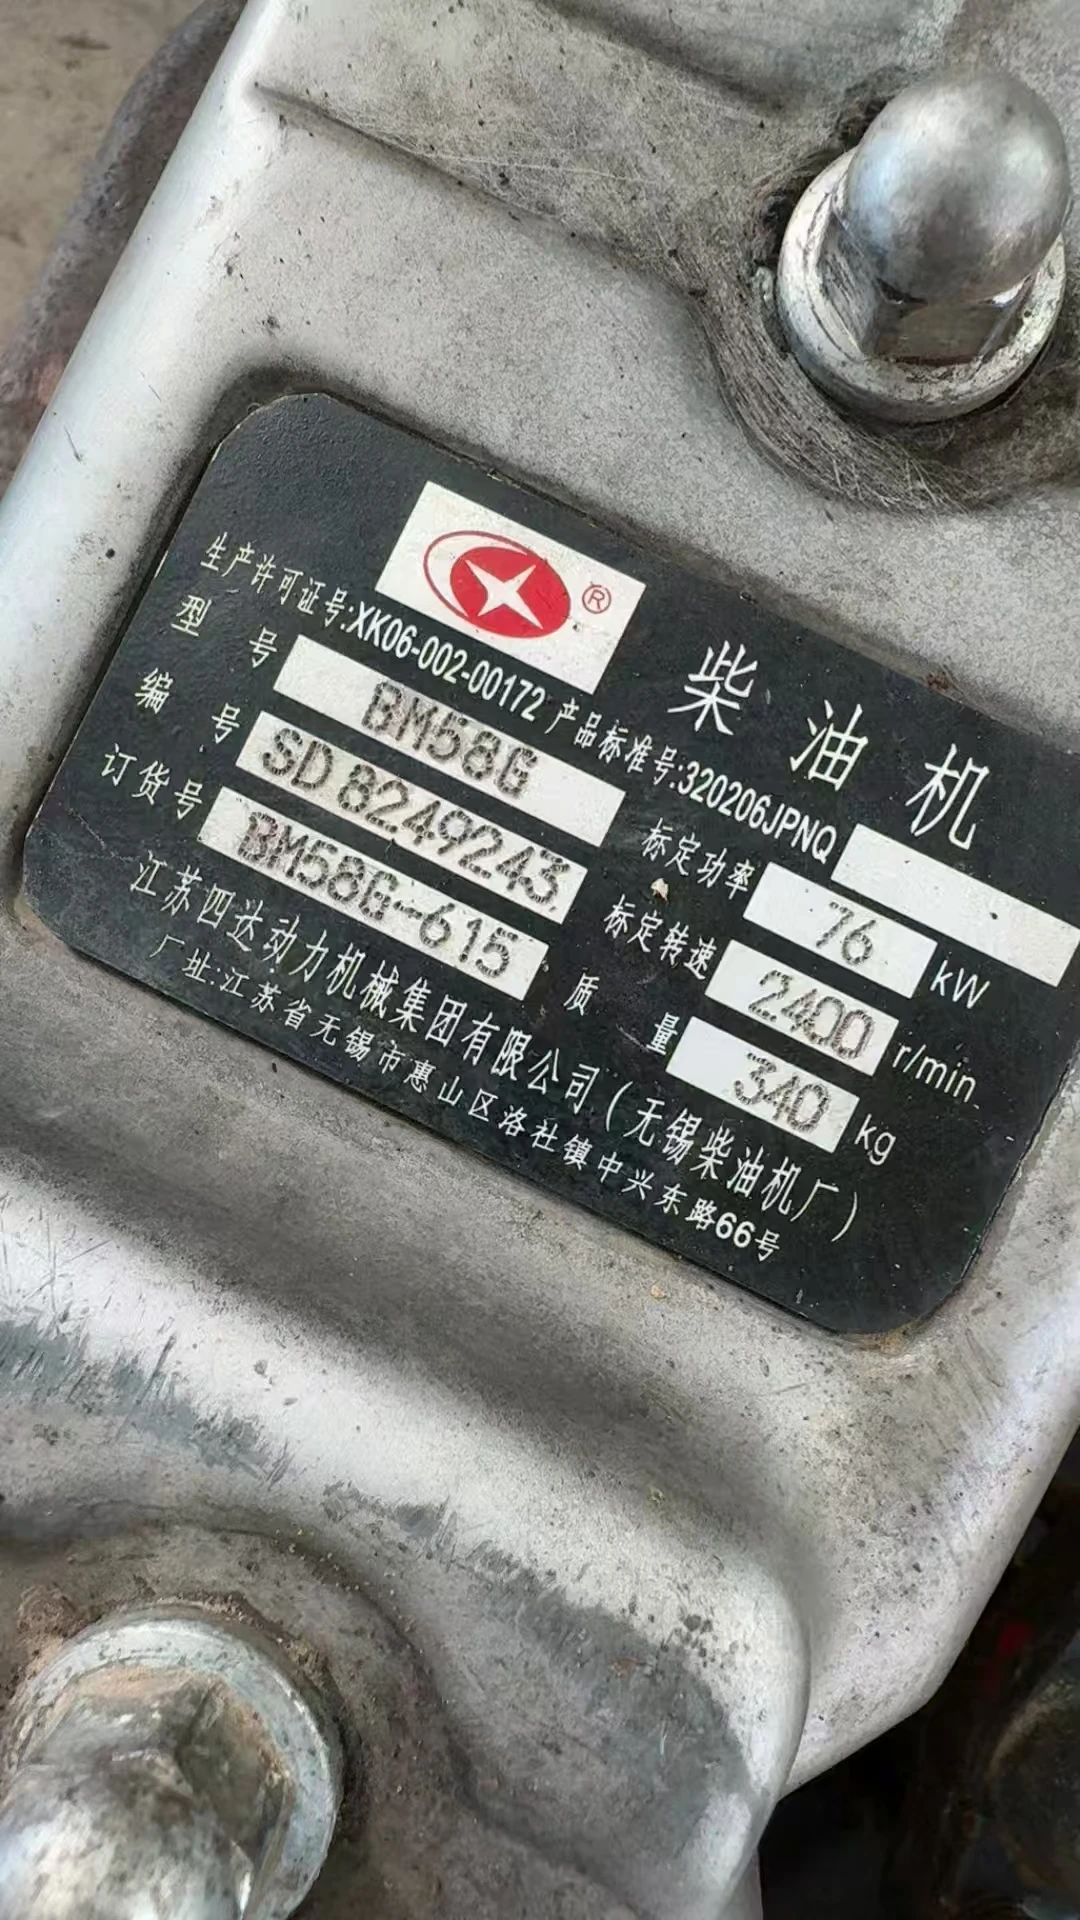 ®
柴油机
生产许可证号:XK06-002-00172 产品标准号:320206JPNQ
型号 BM58G 标定功率 76 kW
编号 SD8249243 标定转速 2400 r/min
订货号 BM58G-615 质量 340 kg
江苏四达动力机械集团有限公司(无锡柴油机厂)
厂址:江苏省无锡市惠山区洛社镇中兴东路66号